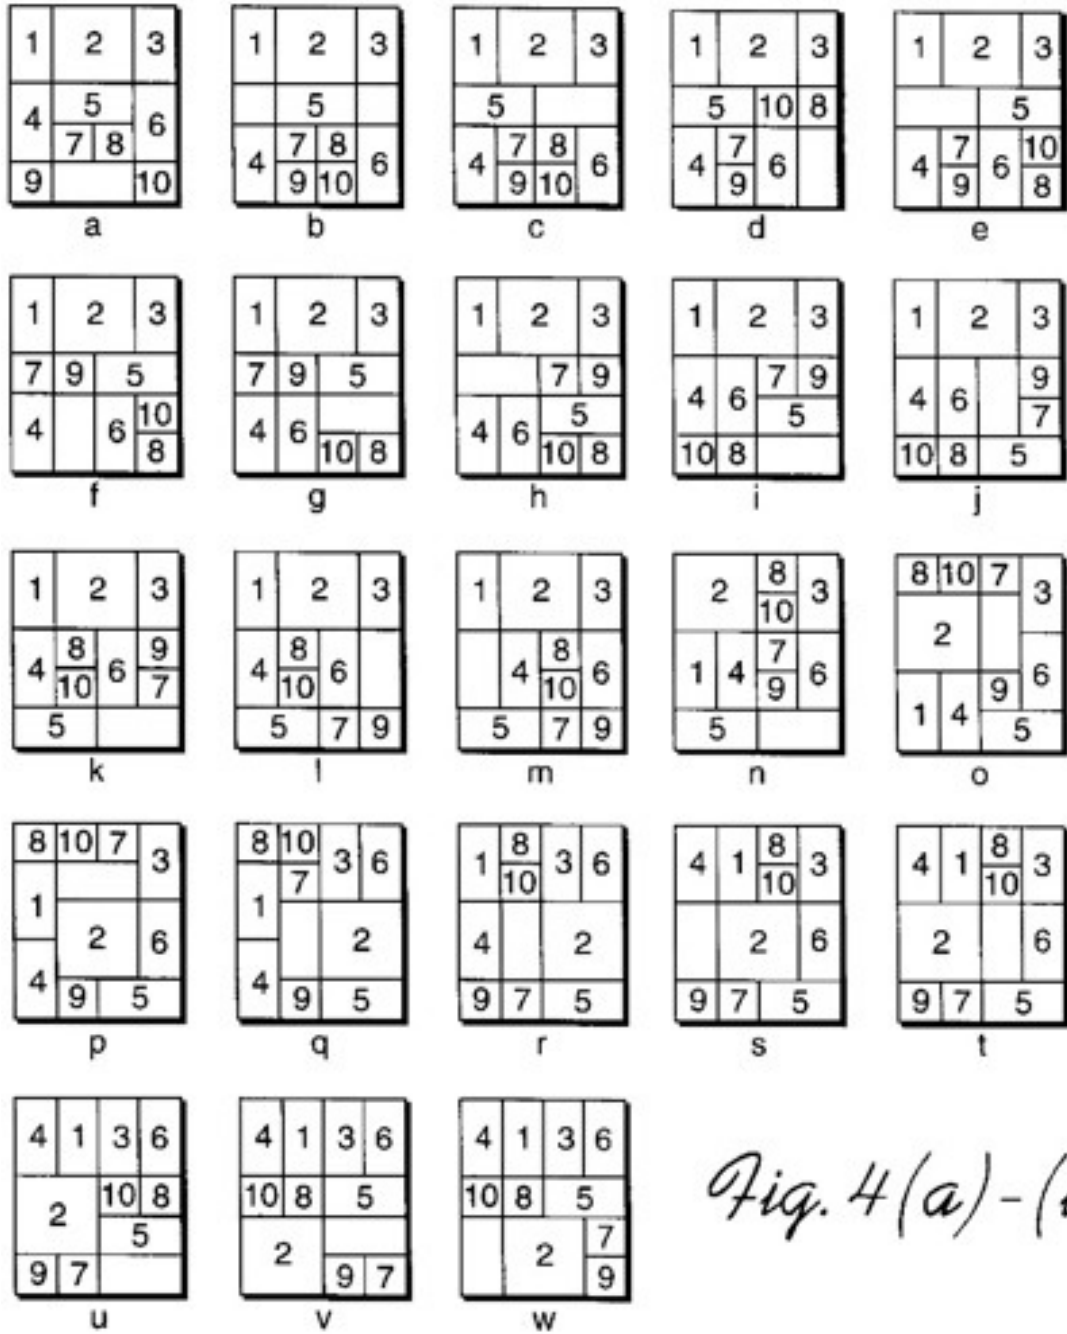 1 2 3 1 2 3 1 2 3 1 2 3 1 2 3
5 5 5 5 10 8 5
4 6 7 8 7 8 7 8 7 7 10
7 8 4 6 4 6 4 6 4 6
9 10 9 10 9 10 9 9 8
a b c d e
1 2 3 1 2 3 1 2 3 1 2 3 1 2 3
7 9 5 7 9 5 7 9 7 9 9
4 6 10 4 6 4 6 5 4 6 5 4 6 7
8 10 8 10 8 10 8 10 8 5
f g h i j
1 2 3 1 2 3 1 2 3 2 8 3 8 10 7 3
10
4 8 6 9 4 8 6 4 8 6 1 4 7 6 2 6
10 7 10 10 9 9
5 5 7 9 5 7 9 5 1 4 5
k l m n o
8 10 7 3 8 10 3 6 1 8 3 6 4 1 8 3 4 1 8 3
1 1 7 10 10 10
2 6 2 4 2 2 6 2 6
4 9 5 4 9 5 9 7 5 9 7 5 9 7 5
p q r s t
4 1 3 6 4 1 3 6 4 1 3 6
10 8 10 8 5 10 8 5
2 5 2 2 7
9 7 9 7 9
u v w
Fig. 4(a)-(